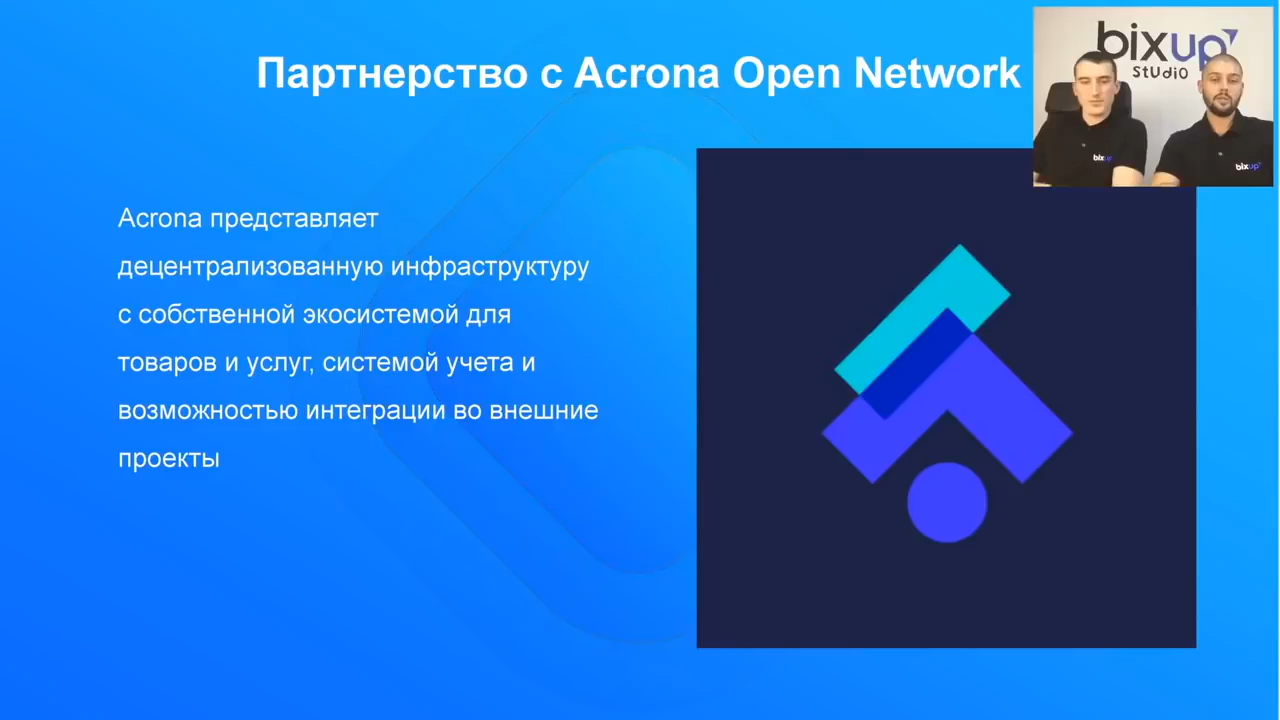 Партнерство с Acrona Open Network
bixup
STUDIO
bixup
bixup
Acrona представляет
децентрализованную инфраструктуру
с собственной экосистемой для
товаров и услуг, системой учета и
возможностью интеграции во внешние
проекты